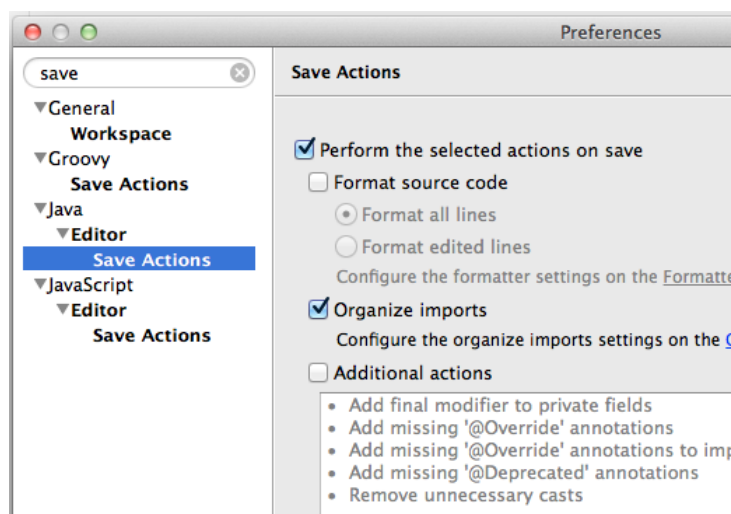 Preferences
save
General
Workspace
Groovy
Save Actions
Java
Editor
Save Actions
JavaScript
Editor
Save Actions
Save Actions
Perform the selected actions on save
Format source code
Format all lines
Format edited lines
Configure the formatter settings on the Formatte
Organize imports
Configure the organize imports settings on the
Additional actions
• Add final modifier to private fields
• Add missing '@Override' annotations
• Add missing '@Override' annotations to imp
• Add missing '@Deprecated' annotations
• Remove unnecessary casts